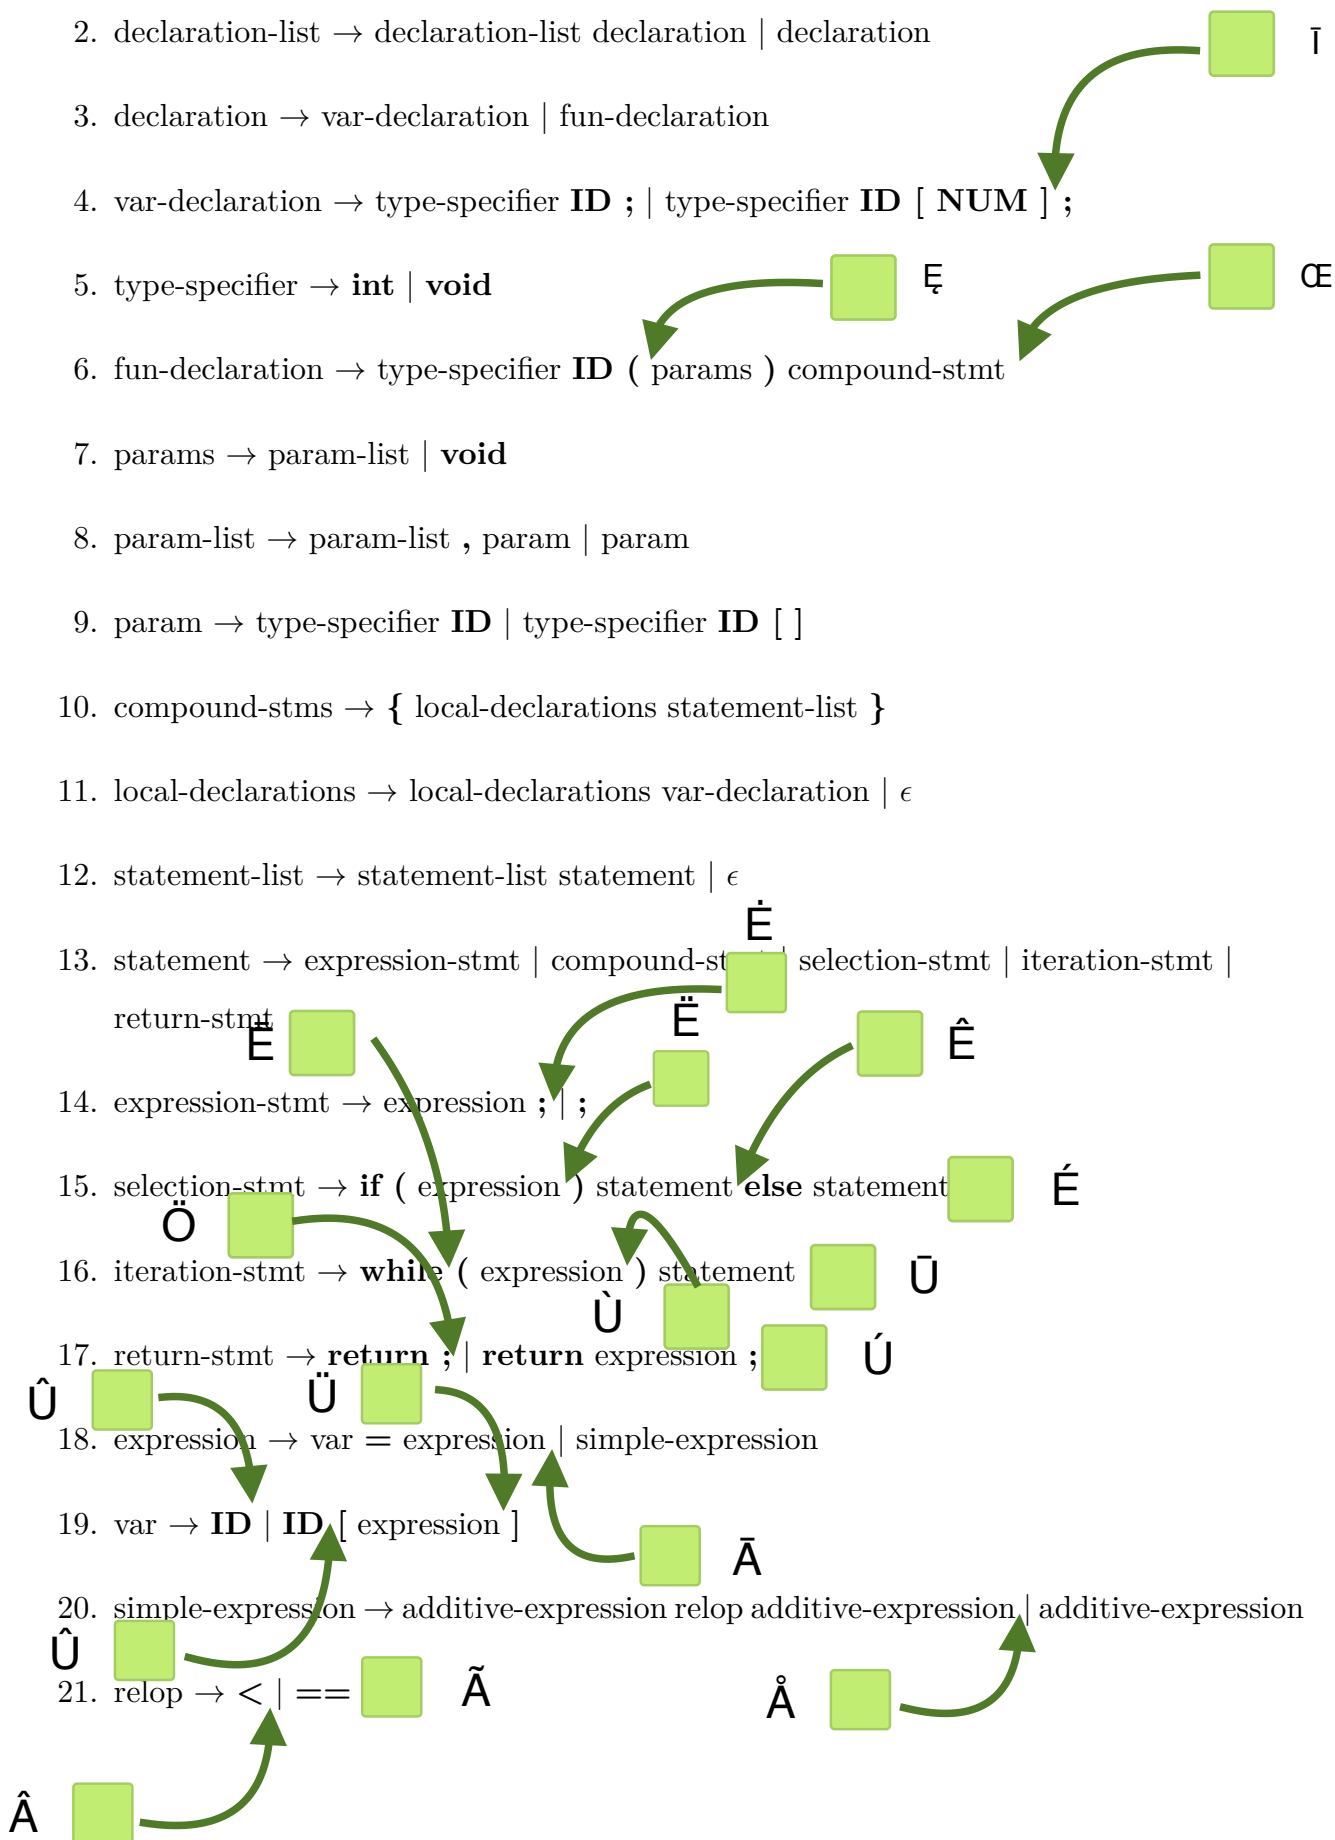 2. declaration-list → declaration-list declaration | declaration
Ī
3. declaration → var-declaration | fun-declaration
4. var-declaration → type-specifier ID ; | type-specifier ID [ NUM ] ;
Ę
Œ
5. type-specifier → int | void
6. fun-declaration → type-specifier ID ( params ) compound-stmt
7. params → param-list | void
8. param-list → param-list , param | param
9. param → type-specifier ID | type-specifier ID [ ]
10. compound-stms → { local-declarations statement-list }
11. local-declarations → local-declarations var-declaration | ϵ
12. statement-list → statement-list statement | ϵ
Ė
13. statement → expression-stmt | | selection-stmt | iteration-stmt |
return-stmt
Ë
Ē
Ê
14. expression-stmt → expression ; | ;
15. selection-stmt → if ( expression ) statement else statement
É
Ö
16. iteration-stmt → while ( expression ) statement
Ū
Ù
17. return-stmt → return ; | return expression ;
Ú
Û
Ü
18. expression → var = expression | simple-expression
19. var → ID | ID [ expression ]
Ā
20. simple-expression → additive-expression relop additive-expression | additive-expression
Û
21. relop → < | ==
Ã
Å
Â